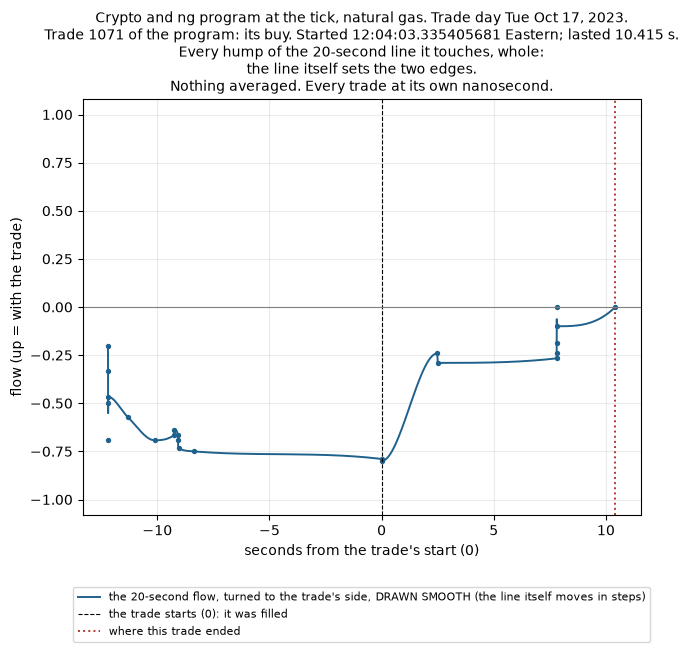 Crypto and ng program at the tick, natural gas. Trade day Tue Oct 17, 2023.
Trade 1071 of the program: its buy. Started 12:04:03.335405681 Eastern; lasted 10.415 s.
Every hump of the 20-second line it touches, whole:
the line itself sets the two edges.
Nothing averaged. Every trade at its own nanosecond.
1.00
0.75
0.50
0.25
0.00
−0.25
−0.50
−0.75
−1.00
flow (up = with the trade)
−10
−5
0
5
10
seconds from the trade's start (0)
the 20-second flow, turned to the trade's side, DRAWN SMOOTH (the line itself moves in steps)
the trade starts (0): it was filled
where this trade ended